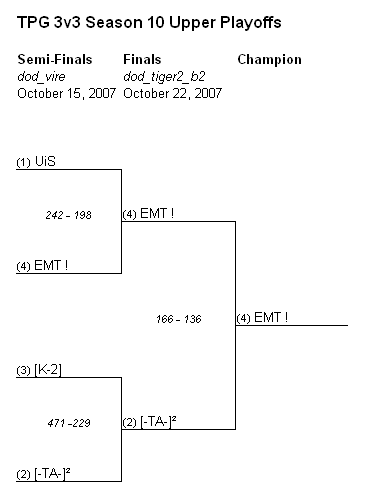 TPG 3v3 Season 10 Upper Playoffs
Semi-Finals Finals Champion
dod_vire dod_tiger2_b2
October 15, 2007 October 22, 2007
(1) UiS
242 - 198 (4) EMT !
(4) EMT !
166 - 136 (4) EMT !
(3) [K-2]
471 -229 (2) [-TA-]²
(2) [-TA-]²